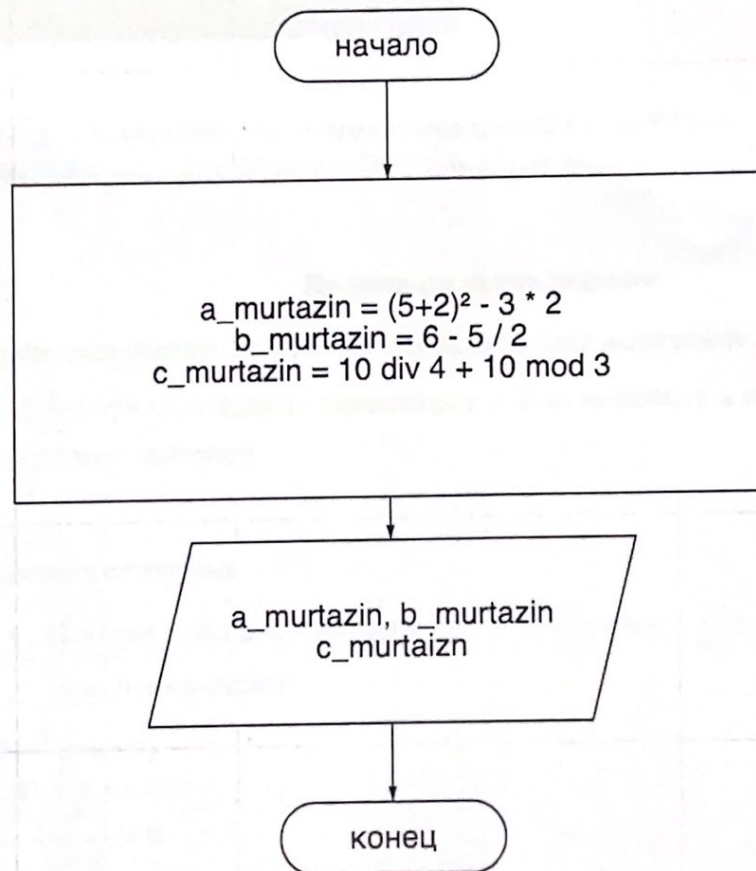 начало
a_murtazin = (5+2)² - 3 * 2
b_murtazin = 6 - 5 / 2
c_murtazin = 10 div 4 + 10 mod 3
a_murtazin, b_murtazin
c_murtaizn
конец